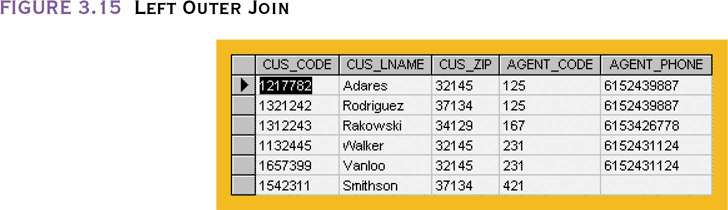 FIGURE 3.15 LEFT OUTER JOIN
CUS_CODE CUS_LNAME CUS_ZIP AGENT_CODE AGENT_PHONE
1217782 Adares 32145 125 6152439887
1321242 Rodriguez 37134 125 6152439887
1312243 Rakowski 34129 167 6153426778
1132445 Walker 32145 231 6152431124
1657399 Vanloo 32145 231 6152431124
1542311 Smithson 37134 421